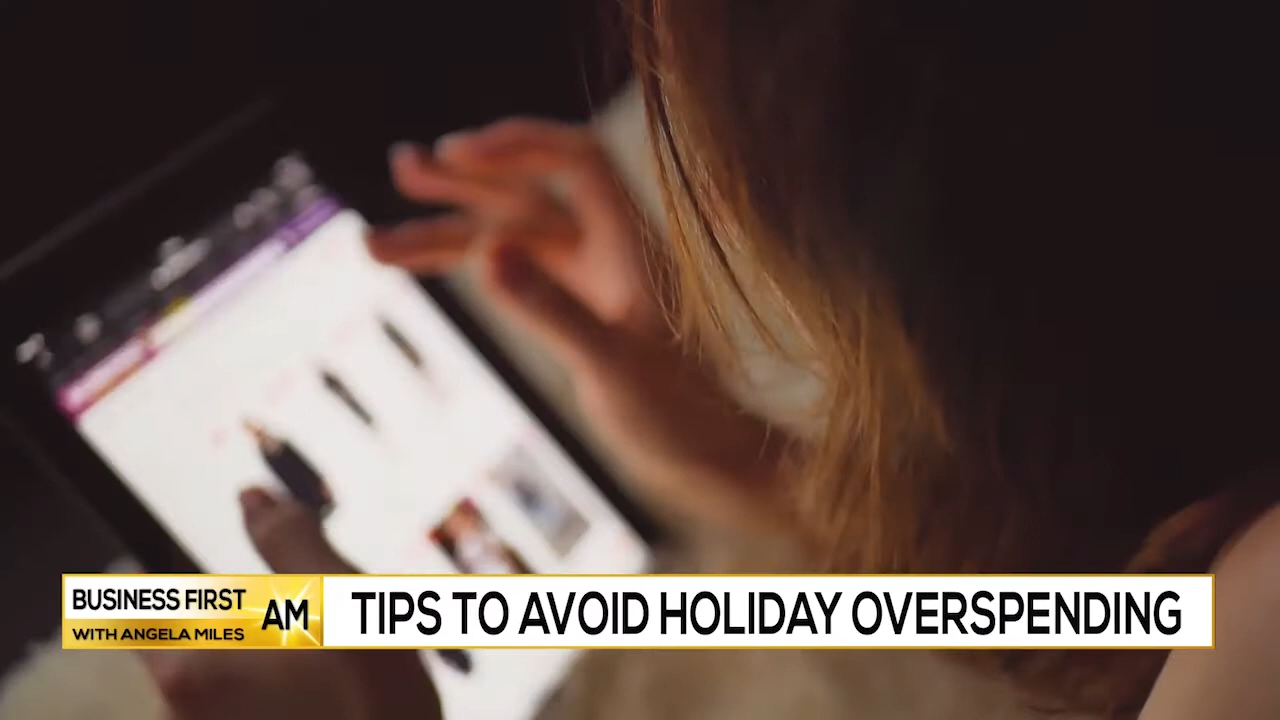 BUSINESS FIRST
WITH ANGELA MILES
AM
TIPS TO AVOID HOLIDAY OVERSPENDING